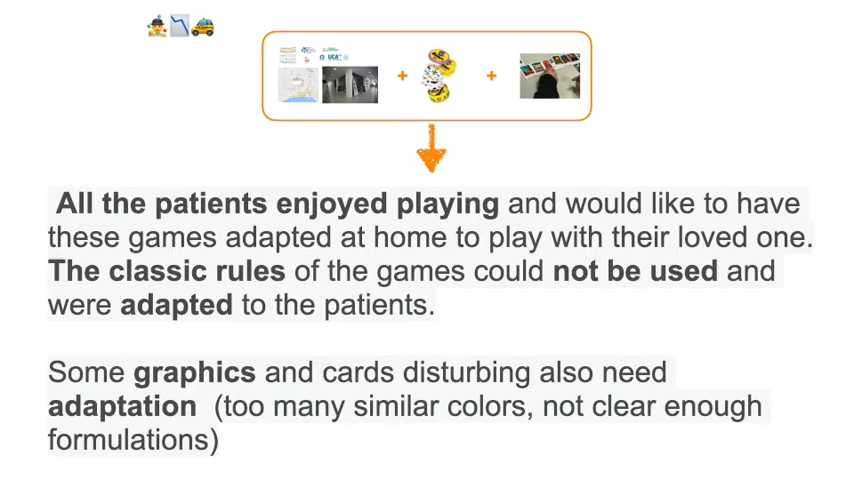 UCA
+
+
All the patients enjoyed playing and would like to have
these games adapted at home to play with their loved one.
The classic rules of the games could not be used and
were adapted to the patients.
Some graphics and cards disturbing also need
adaptation (too many similar colors, not clear enough
formulations)